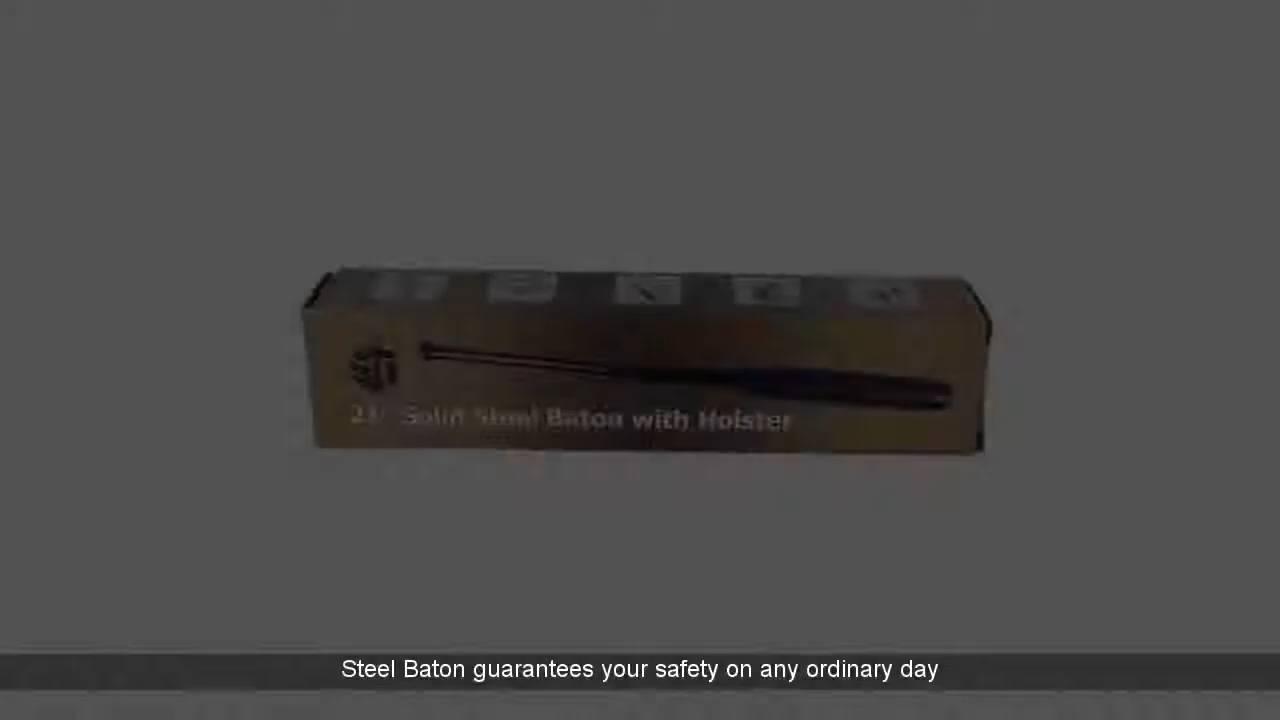 Solid Steel Baton with Holster
Steel Baton guarantees your safety on any ordinary day